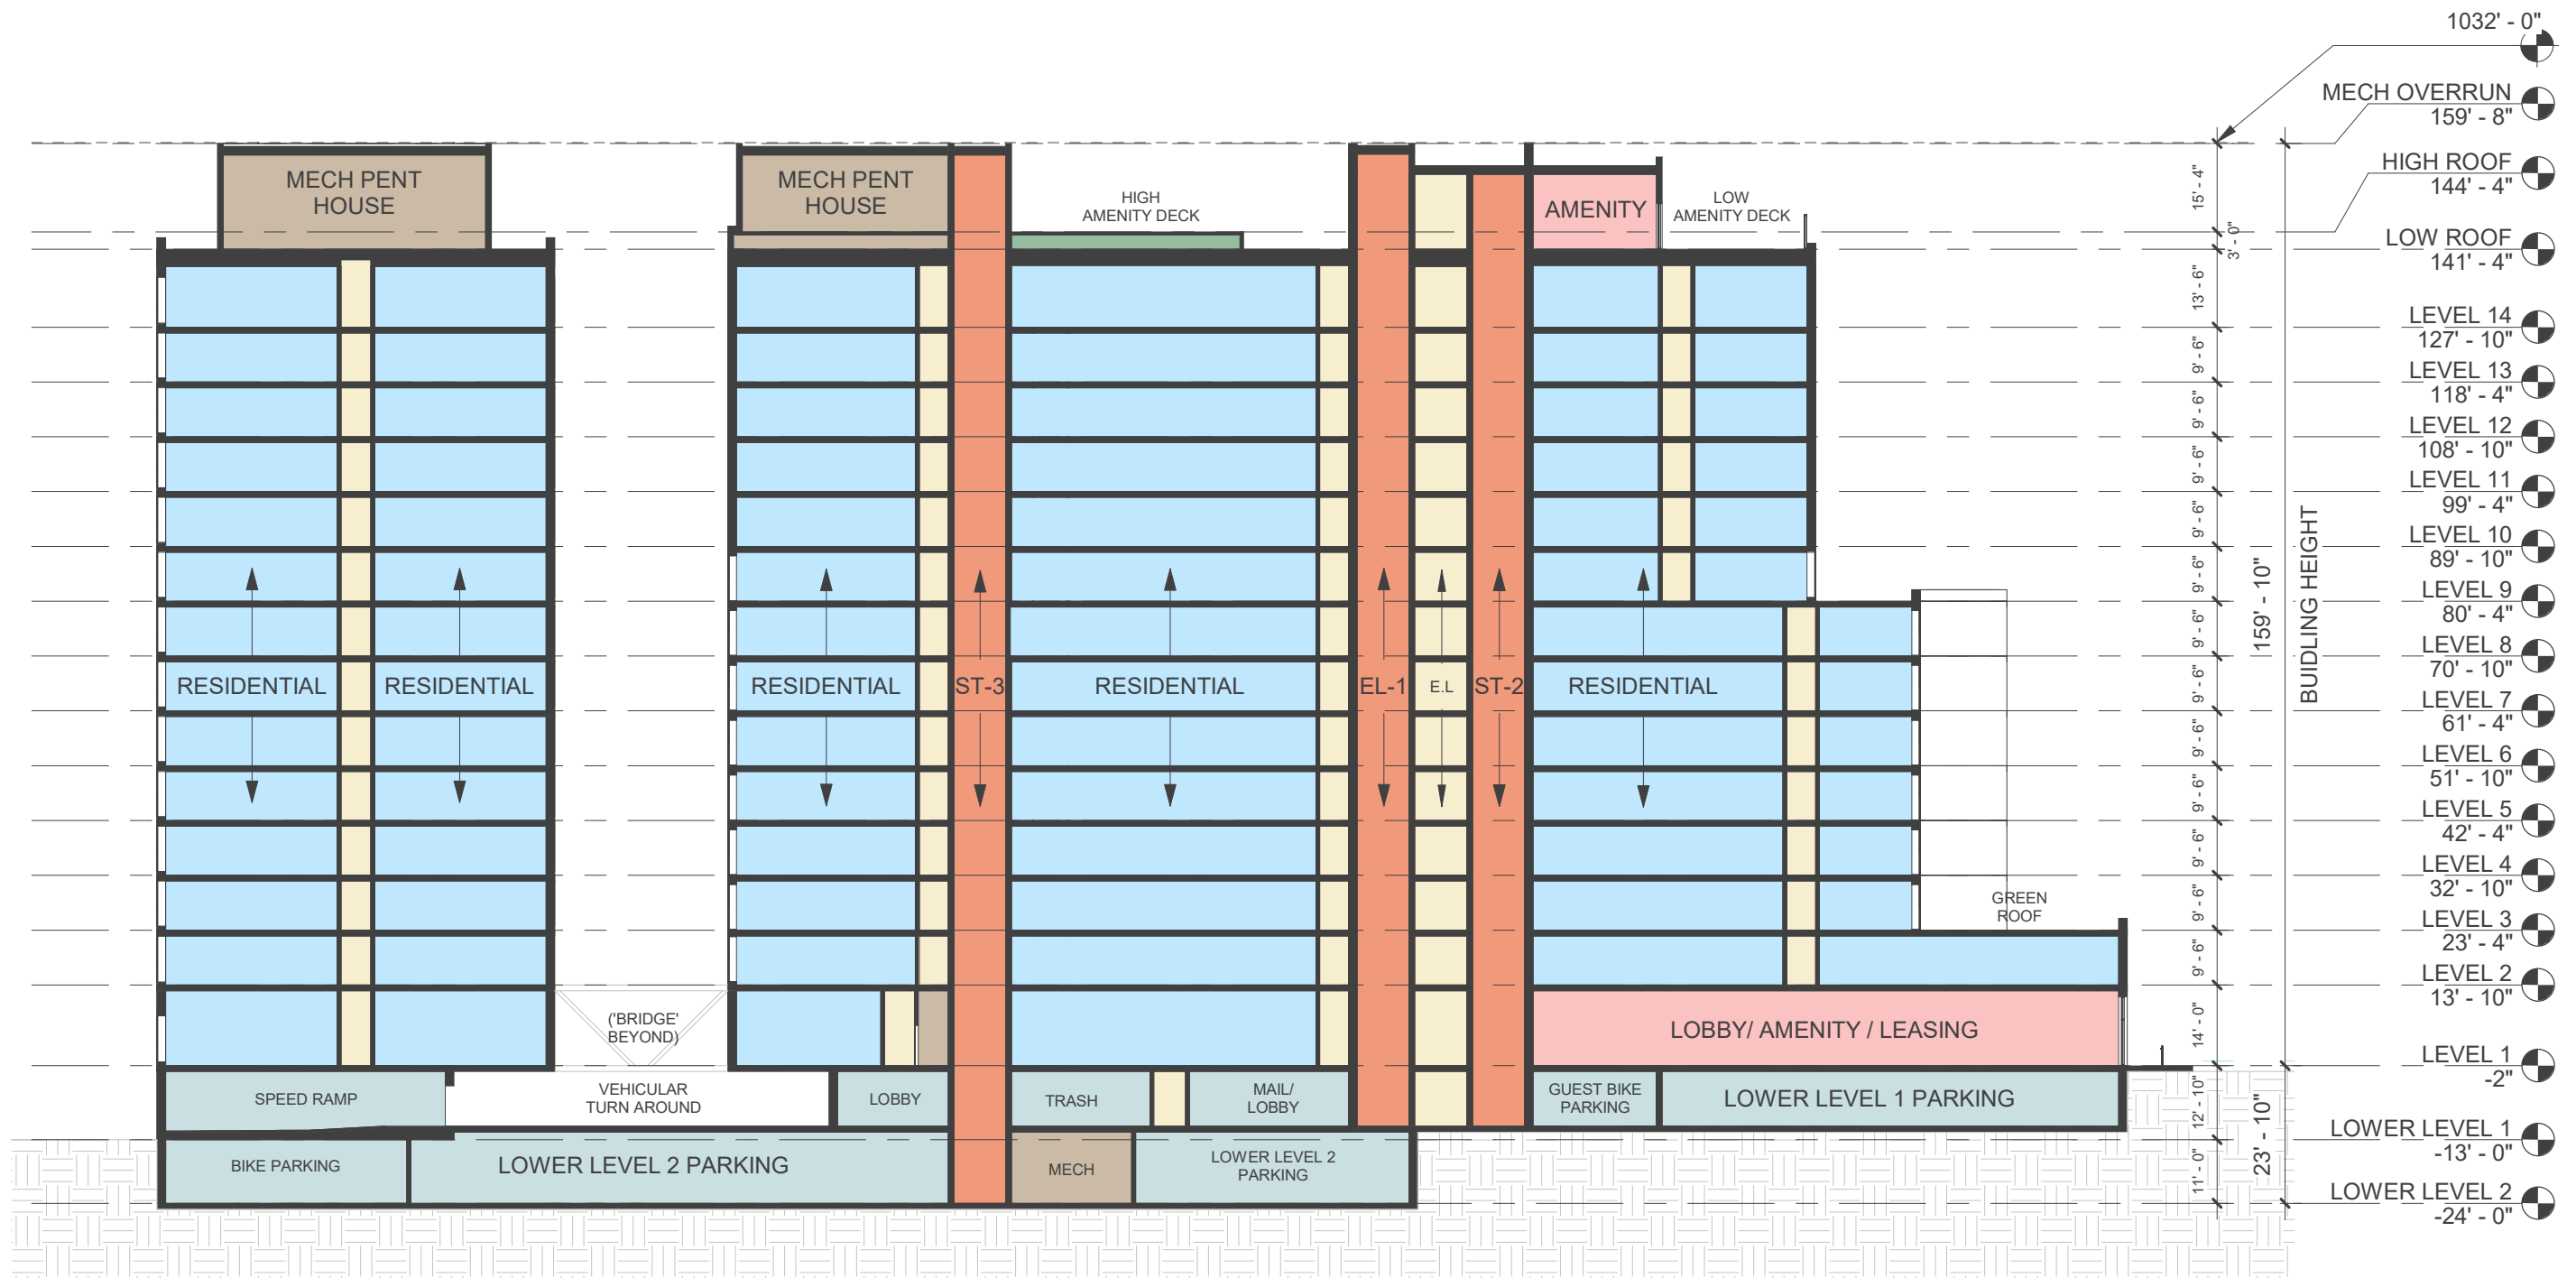 1032' - 0"
MECH OVERRUN
159' - 8"
HIGH ROOF
144' - 4"
LOW ROOF
141' - 4"
LEVEL 14
127' - 10"
LEVEL 13
118' - 4"
LEVEL 12
108' - 10"
LEVEL 11
99' - 4"
LEVEL 10
89' - 10"
LEVEL 9
80' - 4"
LEVEL 8
70' - 10"
LEVEL 7
61' - 4"
LEVEL 6
51' - 10"
LEVEL 5
42' - 4"
LEVEL 4
32' - 10"
LEVEL 3
23' - 4"
LEVEL 2
13' - 10"
LEVEL 1
-2"
LOWER LEVEL 1
-13' - 0"
LOWER LEVEL 2
-24' - 0"
15' - 4"
3' - 0"
13' - 6"
9' - 6"
9' - 6"
9' - 6"
9' - 6"
9' - 6"
9' - 6"
9' - 6"
9' - 6"
9' - 6"
9' - 6"
9' - 6"
9' - 6"
14' - 0"
12' - 10"
11' - 0"
159' - 10"
BUIDLING HEIGHT
23' - 10"
MECH PENT
HOUSE
MECH PENT
HOUSE
HIGH
AMENITY DECK
AMENITY
LOW
AMENITY DECK
RESIDENTIAL
RESIDENTIAL
RESIDENTIAL
ST-3
RESIDENTIAL
EL-1
E.L
ST-2
RESIDENTIAL
GREEN
ROOF
('BRIDGE'
BEYOND)
LOBBY/ AMENITY / LEASING
SPEED RAMP
VEHICULAR
TURN AROUND
LOBBY
TRASH
MAIL/
LOBBY
GUEST BIKE
PARKING
LOWER LEVEL 1 PARKING
BIKE PARKING
LOWER LEVEL 2 PARKING
MECH
LOWER LEVEL 2
PARKING